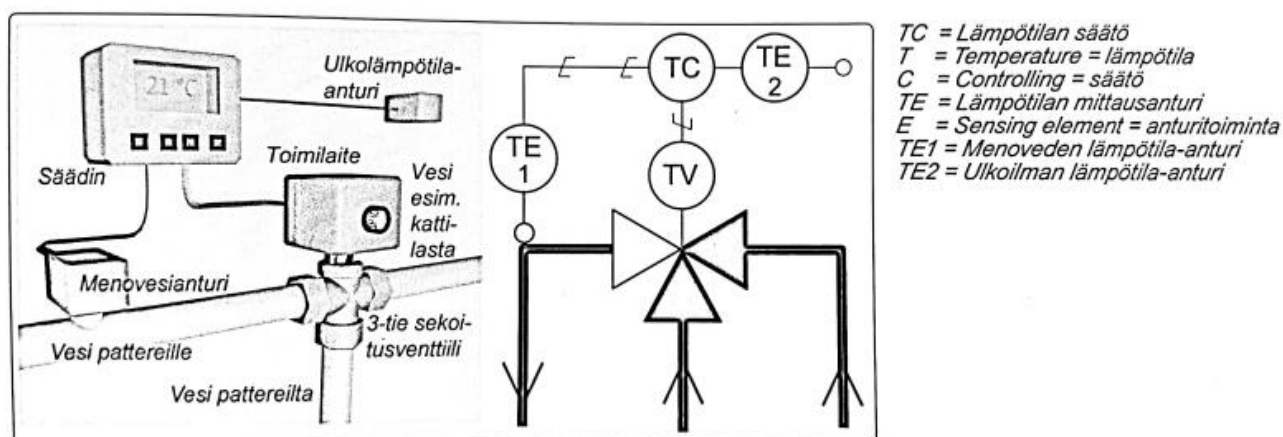 21 °C
Ulkolämpötila-
anturi
Säädin
Toimilaite
Vesi
esim.
katti-
lasta
Menovesianturi
3-tie sekoi-
tusventtiili
Vesi pattereille
Vesi pattereilta
TC
TE
2
TE
1
TV
TC = Lämpötilan säätö
T = Temperature = lämpötila
C = Controlling = säätö
TE = Lämpötilan mittausanturi
E = Sensing element = anturitoiminta
TE1 = Menoveden lämpötila-anturi
TE2 = Ulkoilman lämpötila-anturi